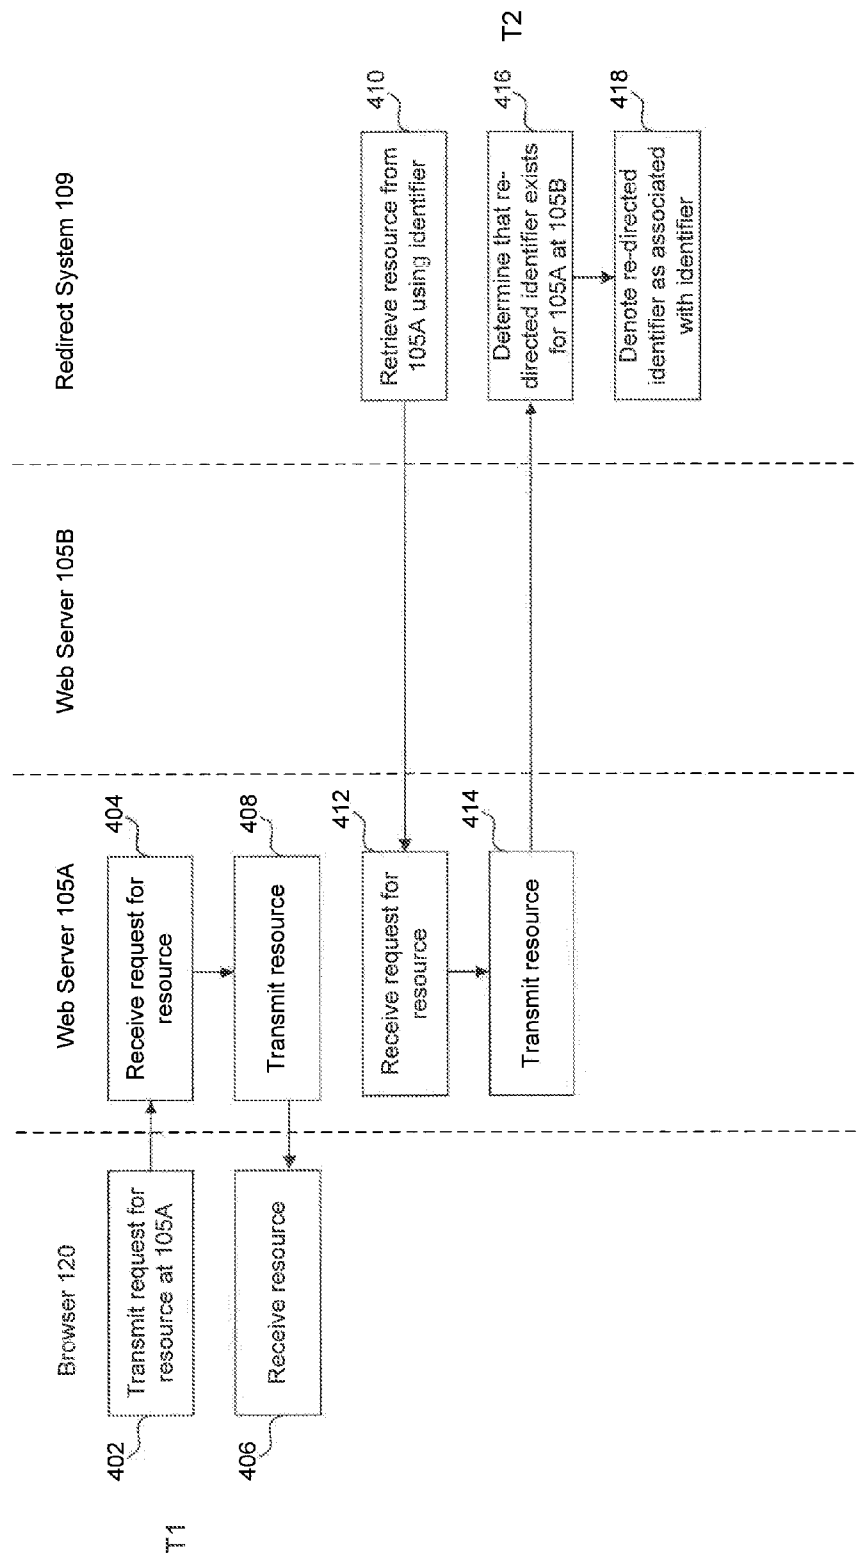 Browser 120
Web Server 105A
Web Server 105B
Redirect System 109
T1
402
Transmit request for
resource at 105A
404
Receive request for
resource
406
Receive resource
408
Transmit resource
410
Retrieve resource from
105A using identifier
412
Receive request for
resource
414
Transmit resource
T2
416
Determine that re-
directed identifier exists
for 105A at 105B
418
Denote re-directed
identifier as associated
with identifier